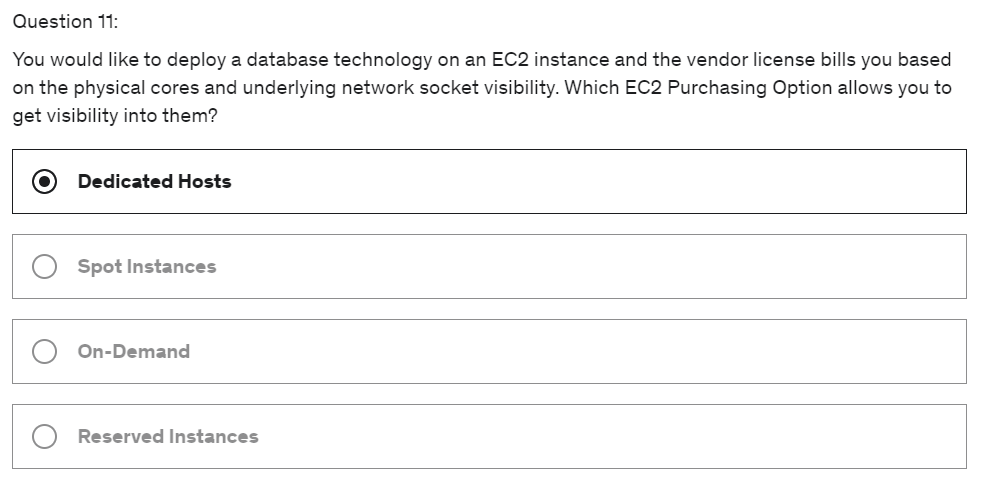 Question 11:
You would like to deploy a database technology on an EC2 instance and the vendor license bills you based
on the physical cores and underlying network socket visibility. Which EC2 Purchasing Option allows you to
get visibility into them?
Dedicated Hosts
Spot Instances
On-Demand
Reserved Instances